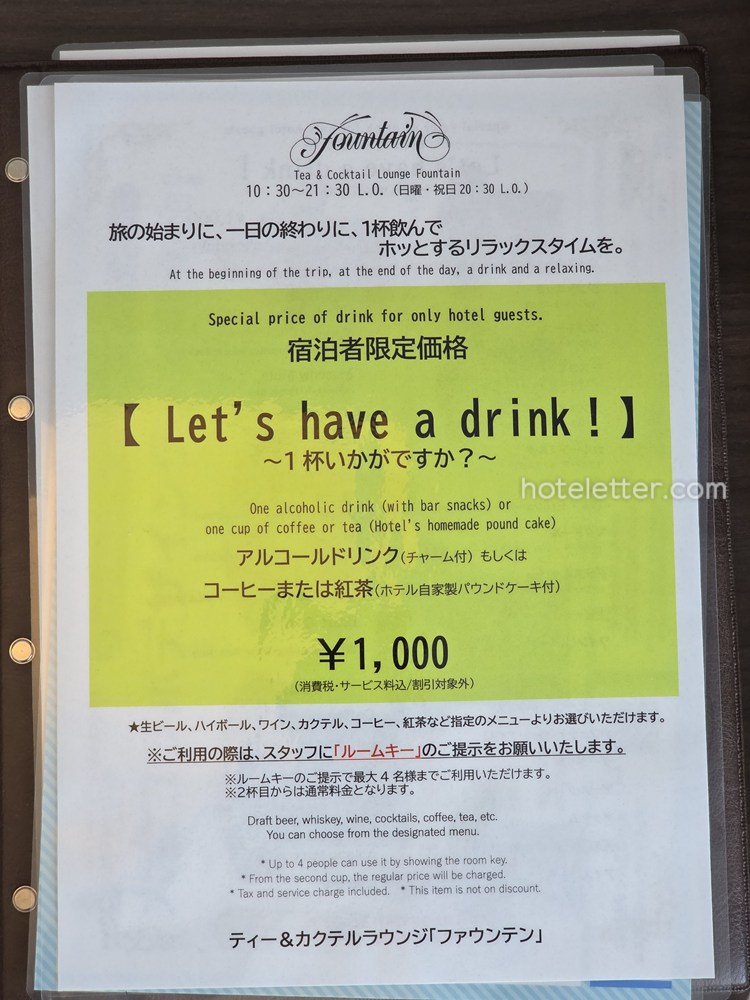 Fountain
Tea & Cocktail Lounge Fountain
10:30～21:30 L.O.（日曜・祝日20:30 L.O.）
旅の始まりに、一日の終わりに、1杯飲んで
ホッとするリラックスタイムを。
At the beginning of the trip, at the end of the day, a drink and a relaxing.
Special price of drink for only hotel guests.
宿泊者限定価格
【 Let's have a drink! 】
～1杯いかがですか？～
hoteletter.com
One alcoholic drink (with bar snacks) or
one cup of coffee or tea (Hotel's homemade pound cake)
アルコールドリンク(チャーム付) もしくは
コーヒーまたは紅茶(ホテル自家製パウンドケーキ付)
￥1,000
(消費税・サービス料込/割引対象外)
★生ビール、ハイボール、ワイン、カクテル、コーヒー、紅茶など指定のメニューよりお選びいただけます。
※ご利用の際は、スタッフに「ルームキー」のご提示をお願いいたします。
※ルームキーのご提示で最大4名様までご利用いただけます。
※2杯目からは通常料金となります。
Draft beer, whiskey, wine, cocktails, coffee, tea, etc.
You can choose from the designated menu.
* Up to 4 people can use it by showing the room key.
* From the second cup, the regular price will be charged.
* Tax and service charge included. * This item is not on discount.
ティー＆カクテルラウンジ「ファウンテン」